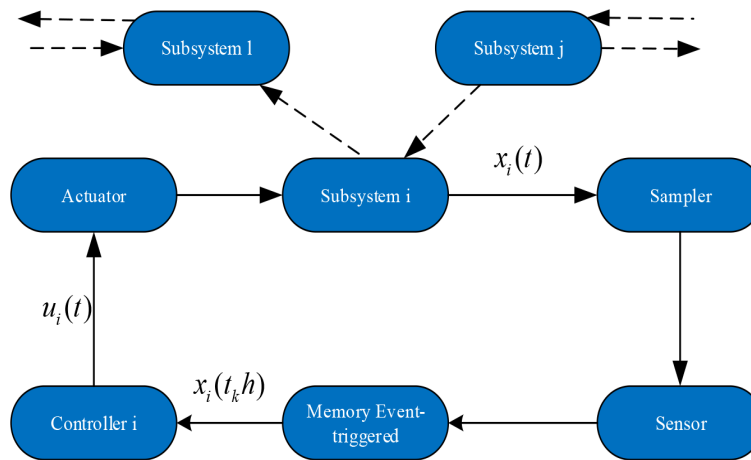 Subsystem l
Subsystem j
x_i(t)
Actuator
Subsystem i
Sampler
u_i(t)
x_i(t_k h)
Controller i
Memory Event-
triggered
Sensor